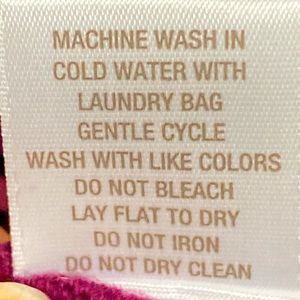 MACHINE WASH IN
COLD WATER WITH
LAUNDRY BAG
GENTLE CYCLE
WASH WITH LIKE COLORS
DO NOT BLEACH
LAY FLAT TO DRY
DO NOT IRON
DO NOT DRY CLEAN